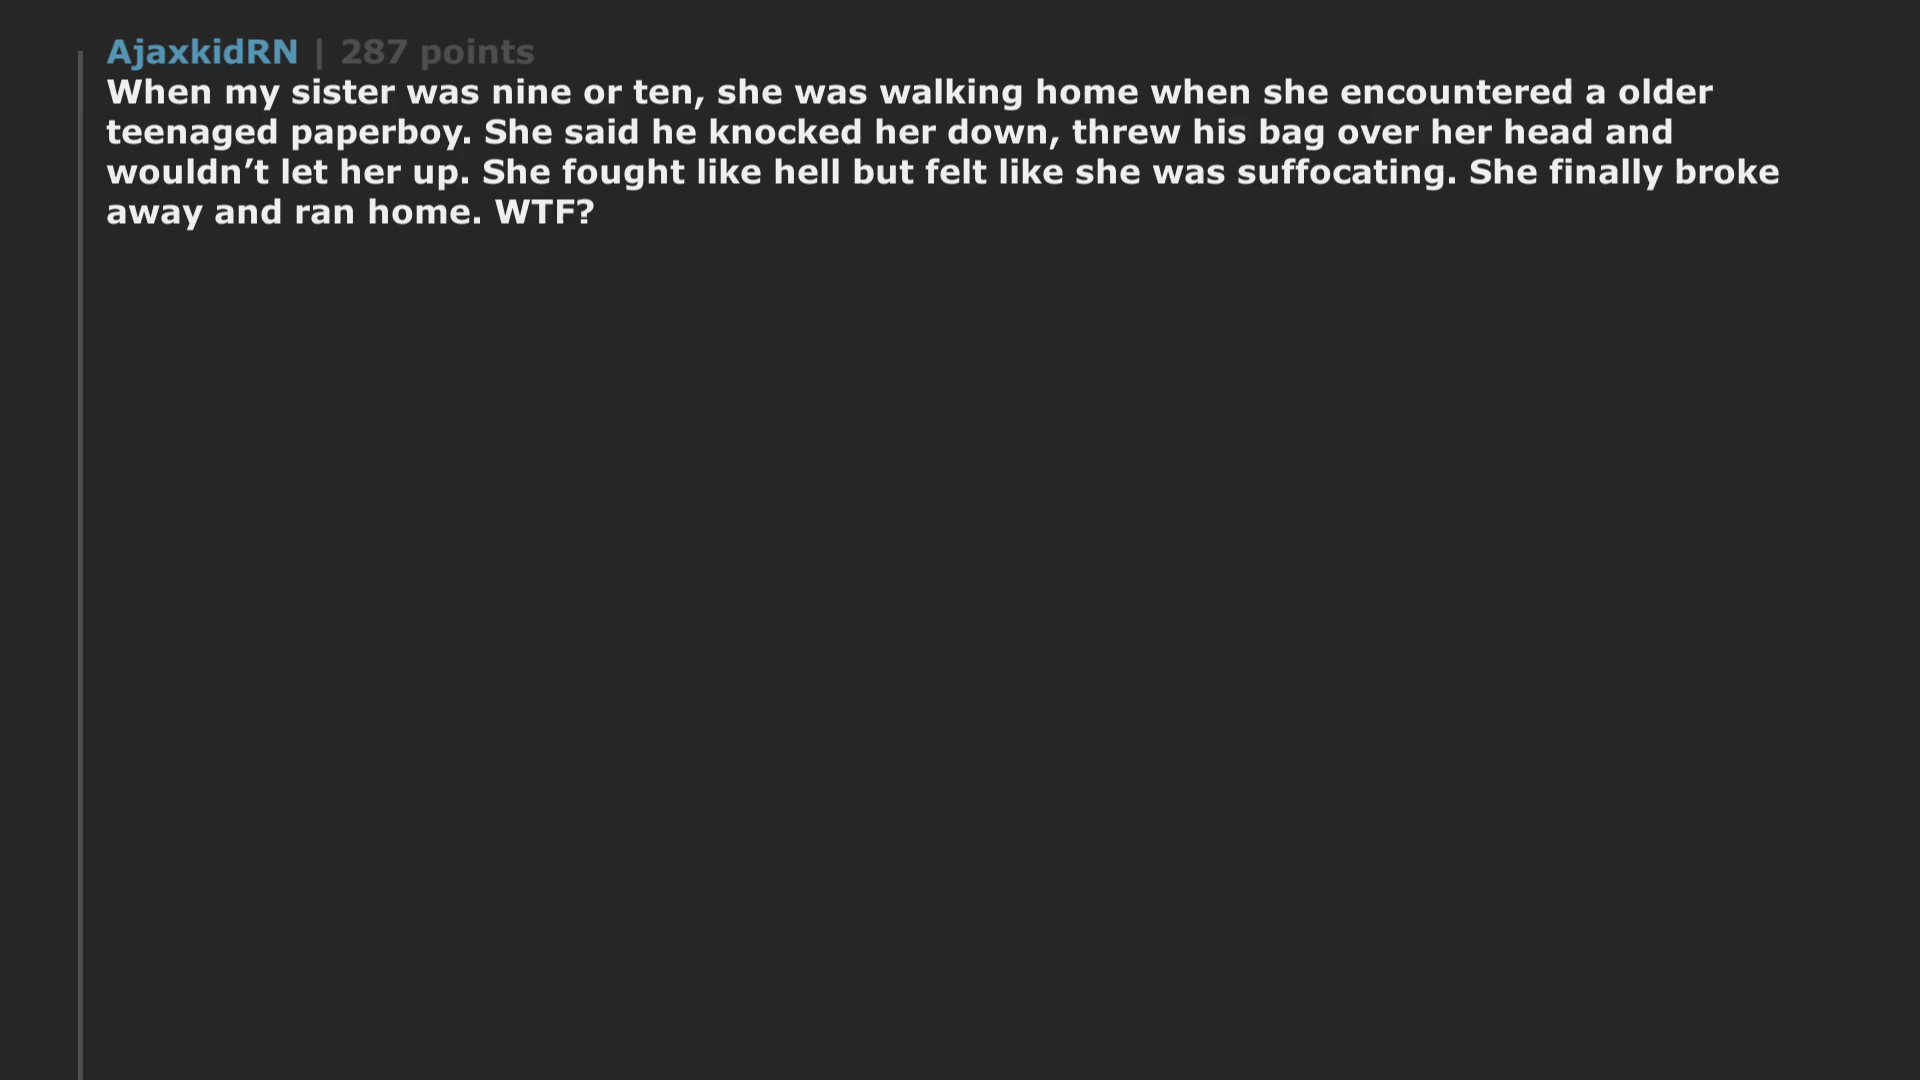 AjaxkidRN | 287 points
When my sister was nine or ten, she was walking home when she encountered a older
teenaged paperboy. She said he knocked her down, threw his bag over her head and
wouldn’t let her up. She fought like hell but felt like she was suffocating. She finally broke
away and ran home. WTF?